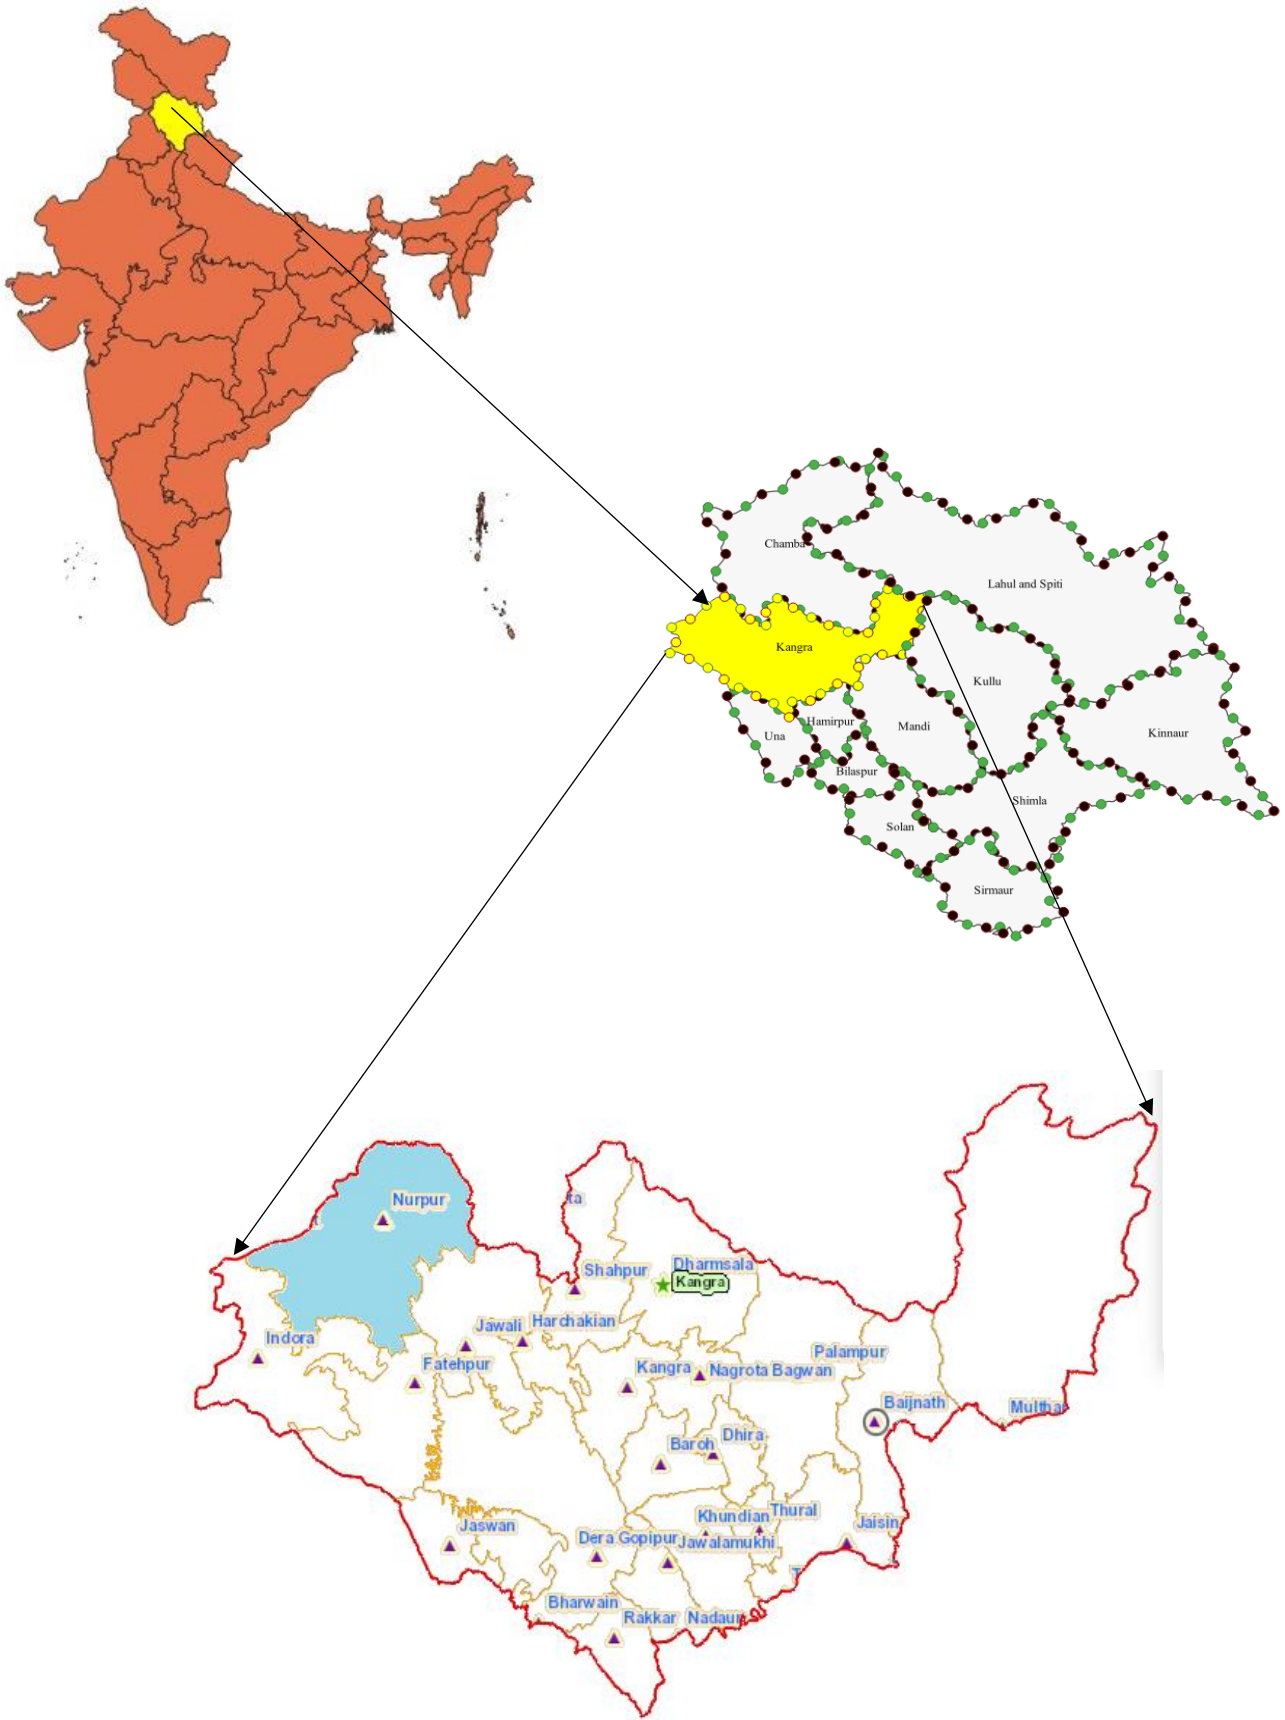 Chamba
Lahul and Spiti
Kangra
Kullu
Hamirpur
Mandi
Una
Kinnaur
Bilaspur
Shimla
Solan
Sirmaur
Nurpur
ta
t
Dharmsala
Shahpur
Kangra
Jawali
Harchakian
Indora
Palampur
Fatehpur
Kangra
Nagrota Bagwan
Baijnath
Multha
Dhira
Baroh
Khundian
Thural
Jaswan
Jaisin
Dera Gopipur
Jawalamukhi
T
Bharwain
Rakkar
Nadaun